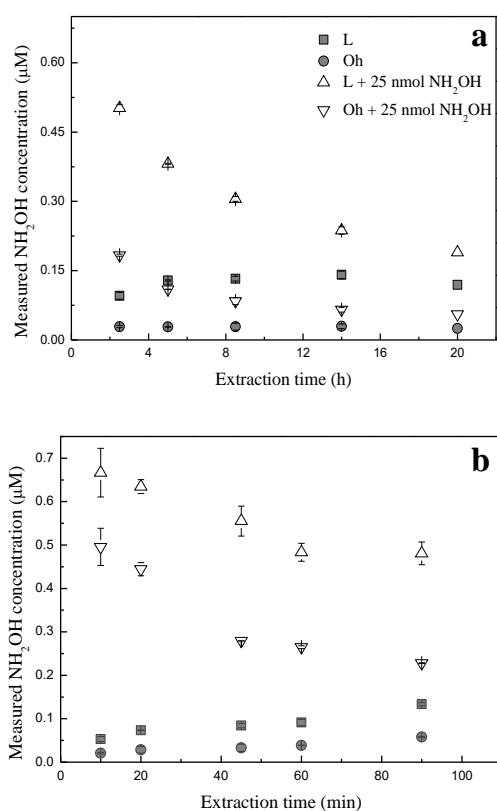 a
L
Oh
L + 25 nmol NH₂OH
Oh + 25 nmol NH₂OH
Measured NH₂OH concentration (μM)
0.60
0.45
0.30
0.15
0.00
0 4 8 12 16 20
Extraction time (h)
b
Measured NH₂OH concentration (μM)
0.7
0.6
0.5
0.4
0.3
0.2
0.1
0.0
0 20 40 60 80 100
Extraction time (min)